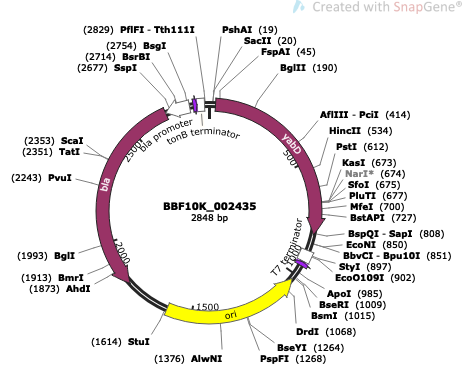 Created with SnapGene®
(2829) PflFI - Tth111I
PshAI (19)
(2754) BsgI
SacII (20)
(2714) BsrBI
FspAI (45)
(2677) SspI
BglII (190)
bla promoter
tonB terminator
AflIII - PciI (414)
HincII (534)
yabD
PstI (612)
500
KasI (673)
NarI* (674)
SfoI (675)
PluTI (677)
MfeI (700)
BstAPI (727)
(2353) ScaI
(2351) TatI
2500
(2243) PvuI
bla
BBF10K_002435
2848 bp
BspQI - SapI (808)
EcoNI (850)
BbvCI - Bpu10I (851)
StyI (897)
EcoO109I (902)
T7 terminator
1000
(1993) BglI
2000
(1913) BmrI
(1873) AhdI
ApoI (985)
BseRI (1009)
BsmI (1015)
DrdI (1068)
1500
ori
(1614) StuI
BseYI (1264)
(1376) AlwNI
PspFI (1268)